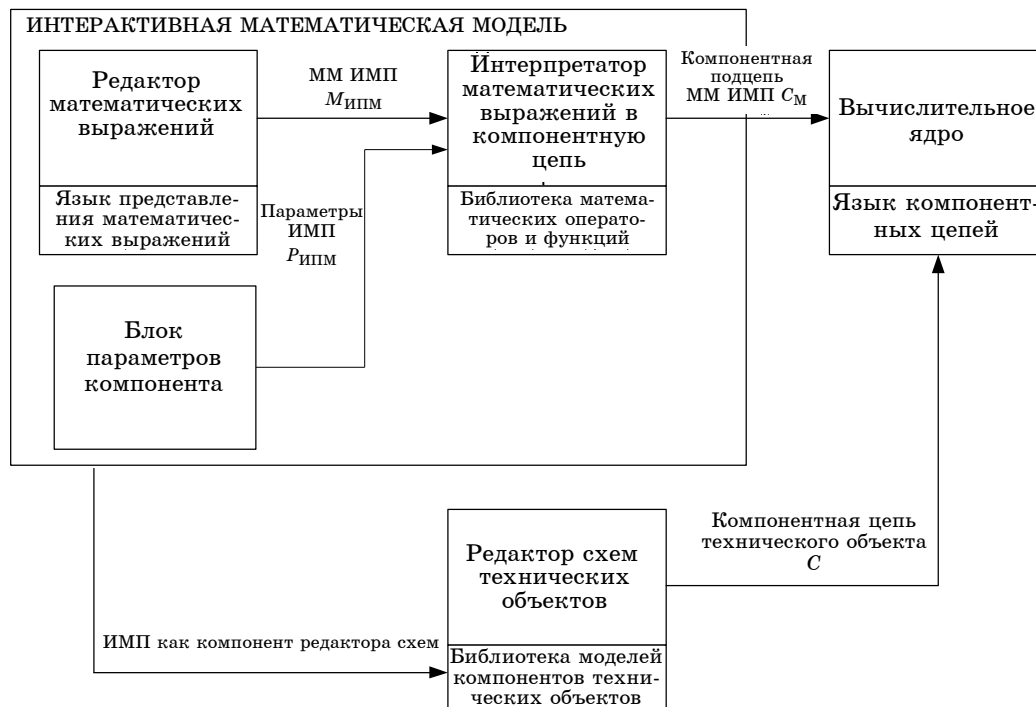 ИНТЕРАКТИВНАЯ МАТЕМАТИЧЕСКАЯ МОДЕЛЬ
Редактор
математических
выражений
Язык представле-
ния математичес-
ких выражений
ММ ИМП
MИПМ
Параметры
ИМП
PИПМ
Интерпретатор
математических
выражений в
компонентную
цепь
Библиотека матема-
тических операто-
ров и функций
Компонентная
подцепь
ММ ИМП CМ
Вычислительное
ядро
Язык компонент-
ных цепей
Блок
параметров
компонента
Компонентная цепь
технического объекта
C
Редактор схем
технических
объектов
ИМП как компонент редактора схем
Библиотека моделей
компонентов техни-
ческих объектов